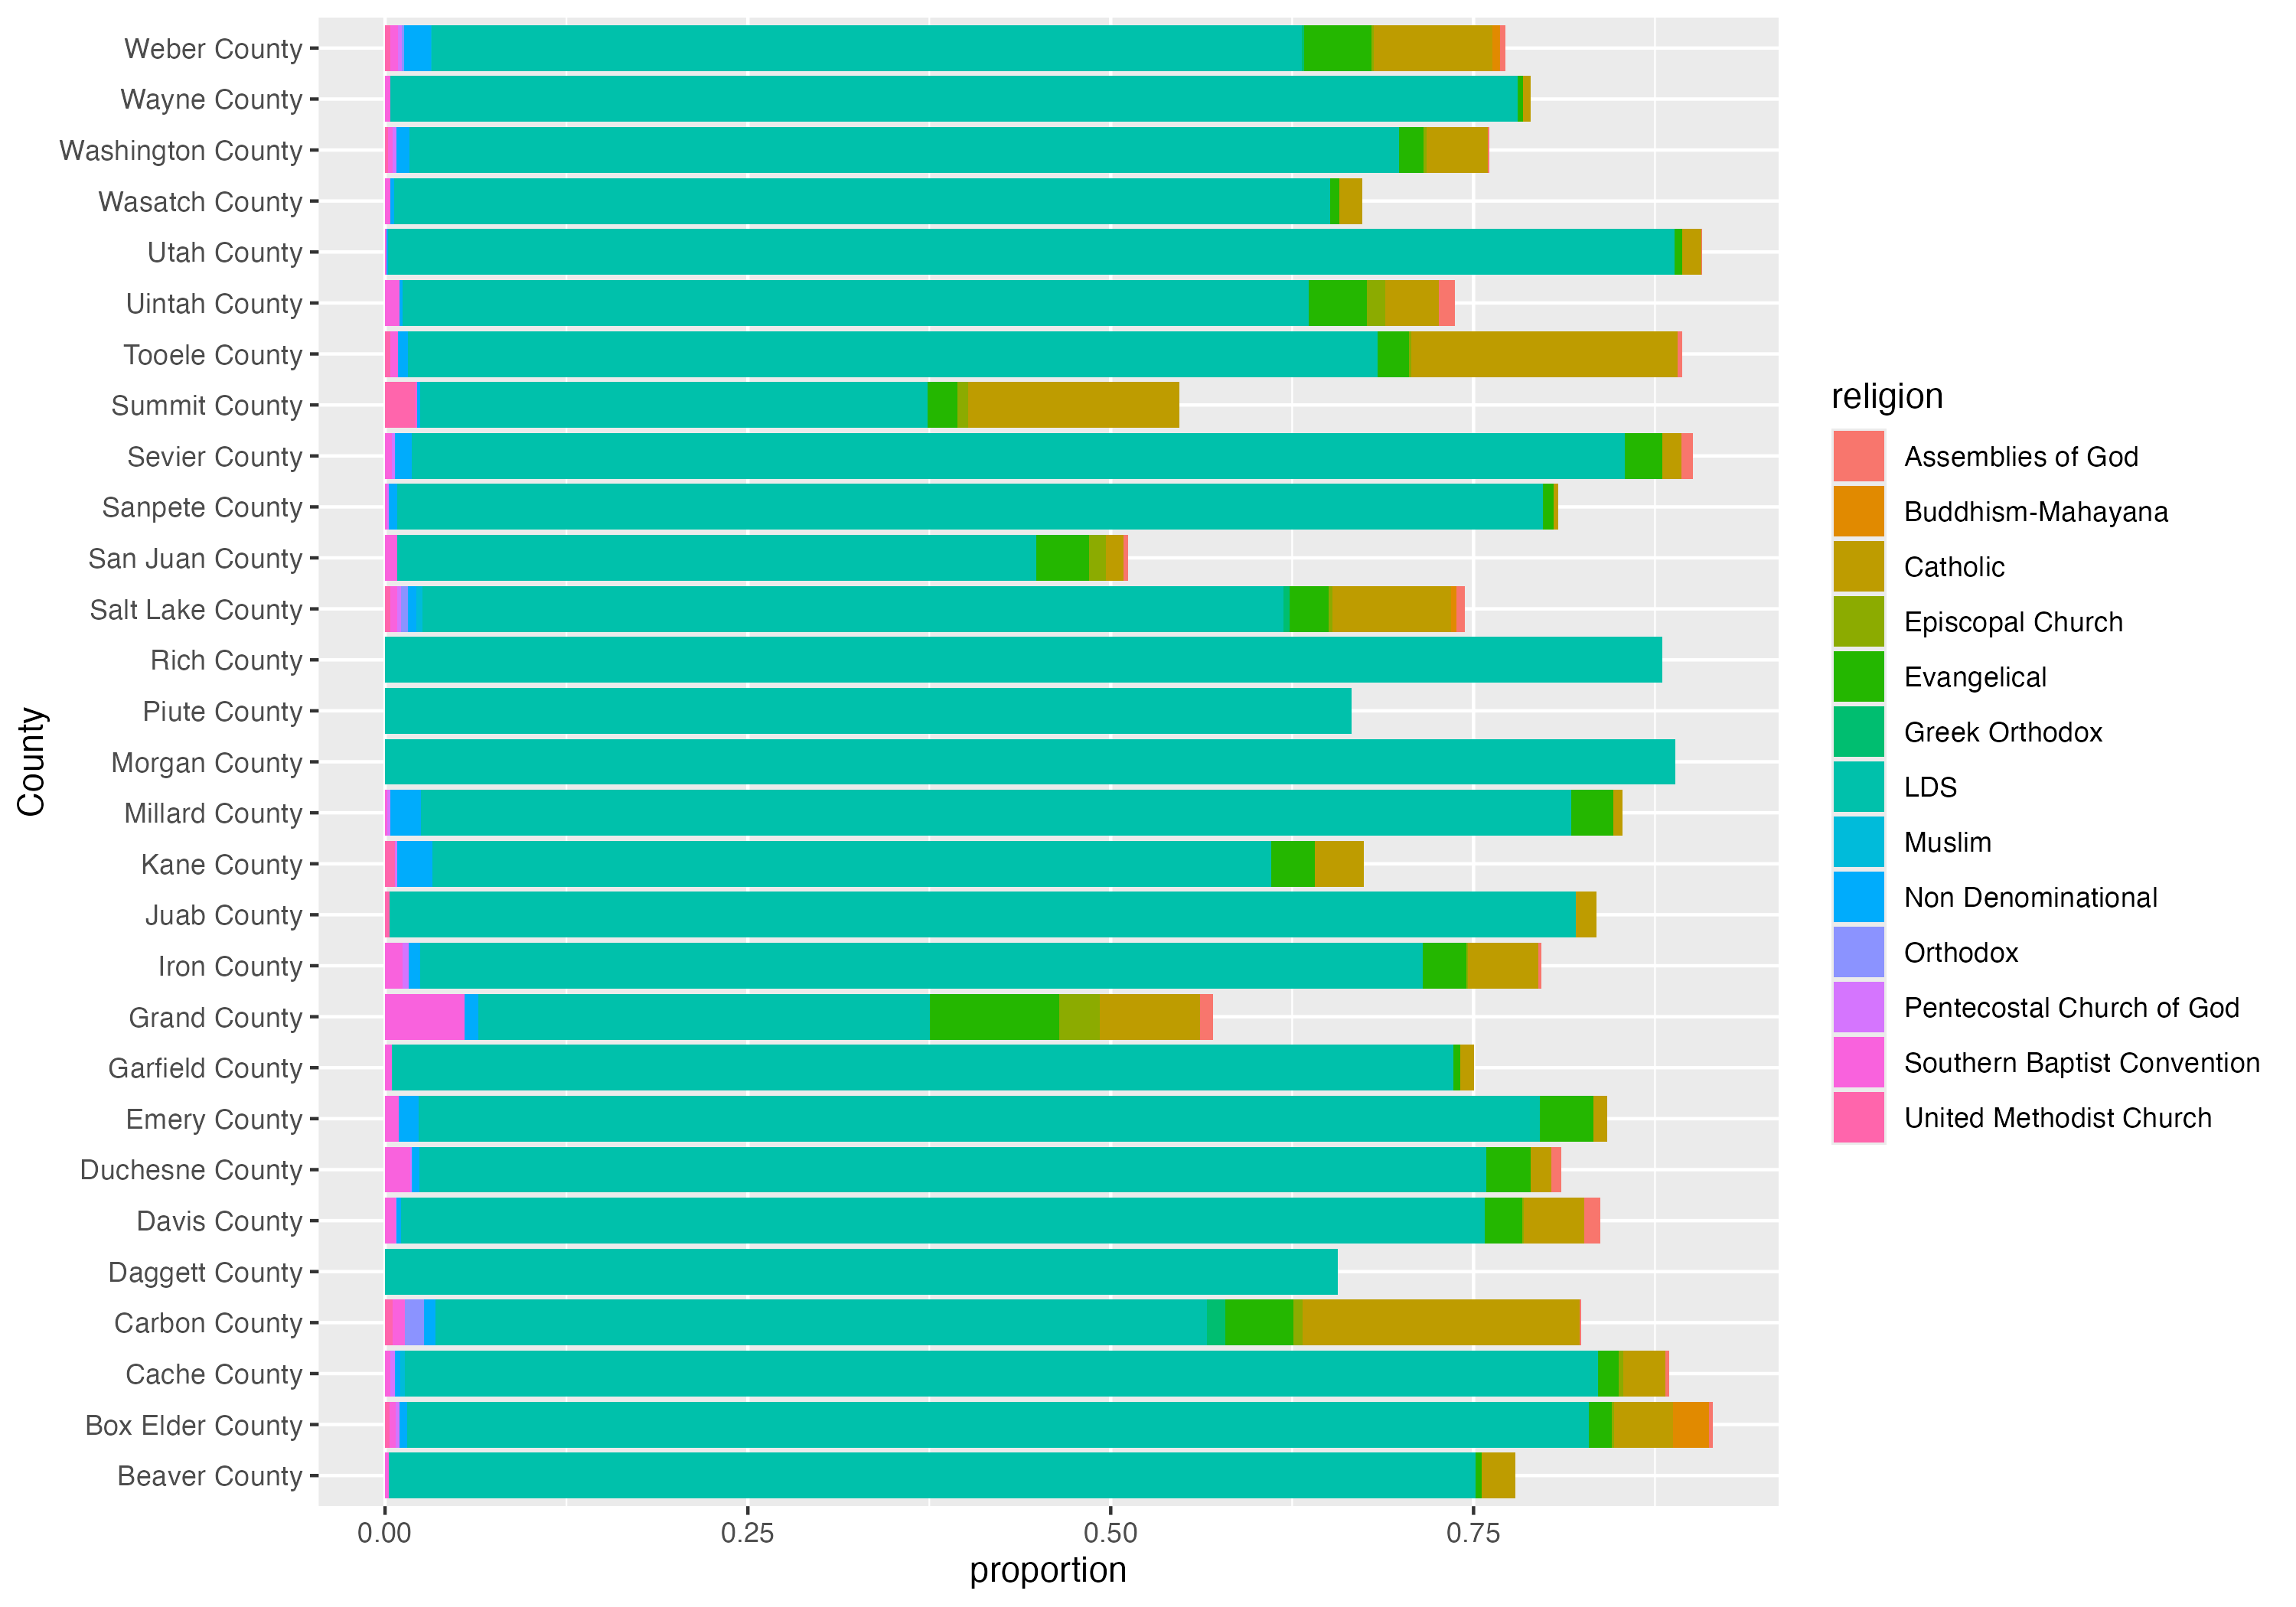 County
Weber County
Wayne County
Washington County
Wasatch County
Utah County
Uintah County
Tooele County
Summit County
Sevier County
Sanpete County
San Juan County
Salt Lake County
Rich County
Piute County
Morgan County
Millard County
Kane County
Juab County
Iron County
Grand County
Garfield County
Emery County
Duchesne County
Davis County
Daggett County
Carbon County
Cache County
Box Elder County
Beaver County
0.00 0.25 0.50 0.75
proportion
religion
Assemblies of God
Buddhism-Mahayana
Catholic
Episcopal Church
Evangelical
Greek Orthodox
LDS
Muslim
Non Denominational
Orthodox
Pentecostal Church of God
Southern Baptist Convention
United Methodist Church